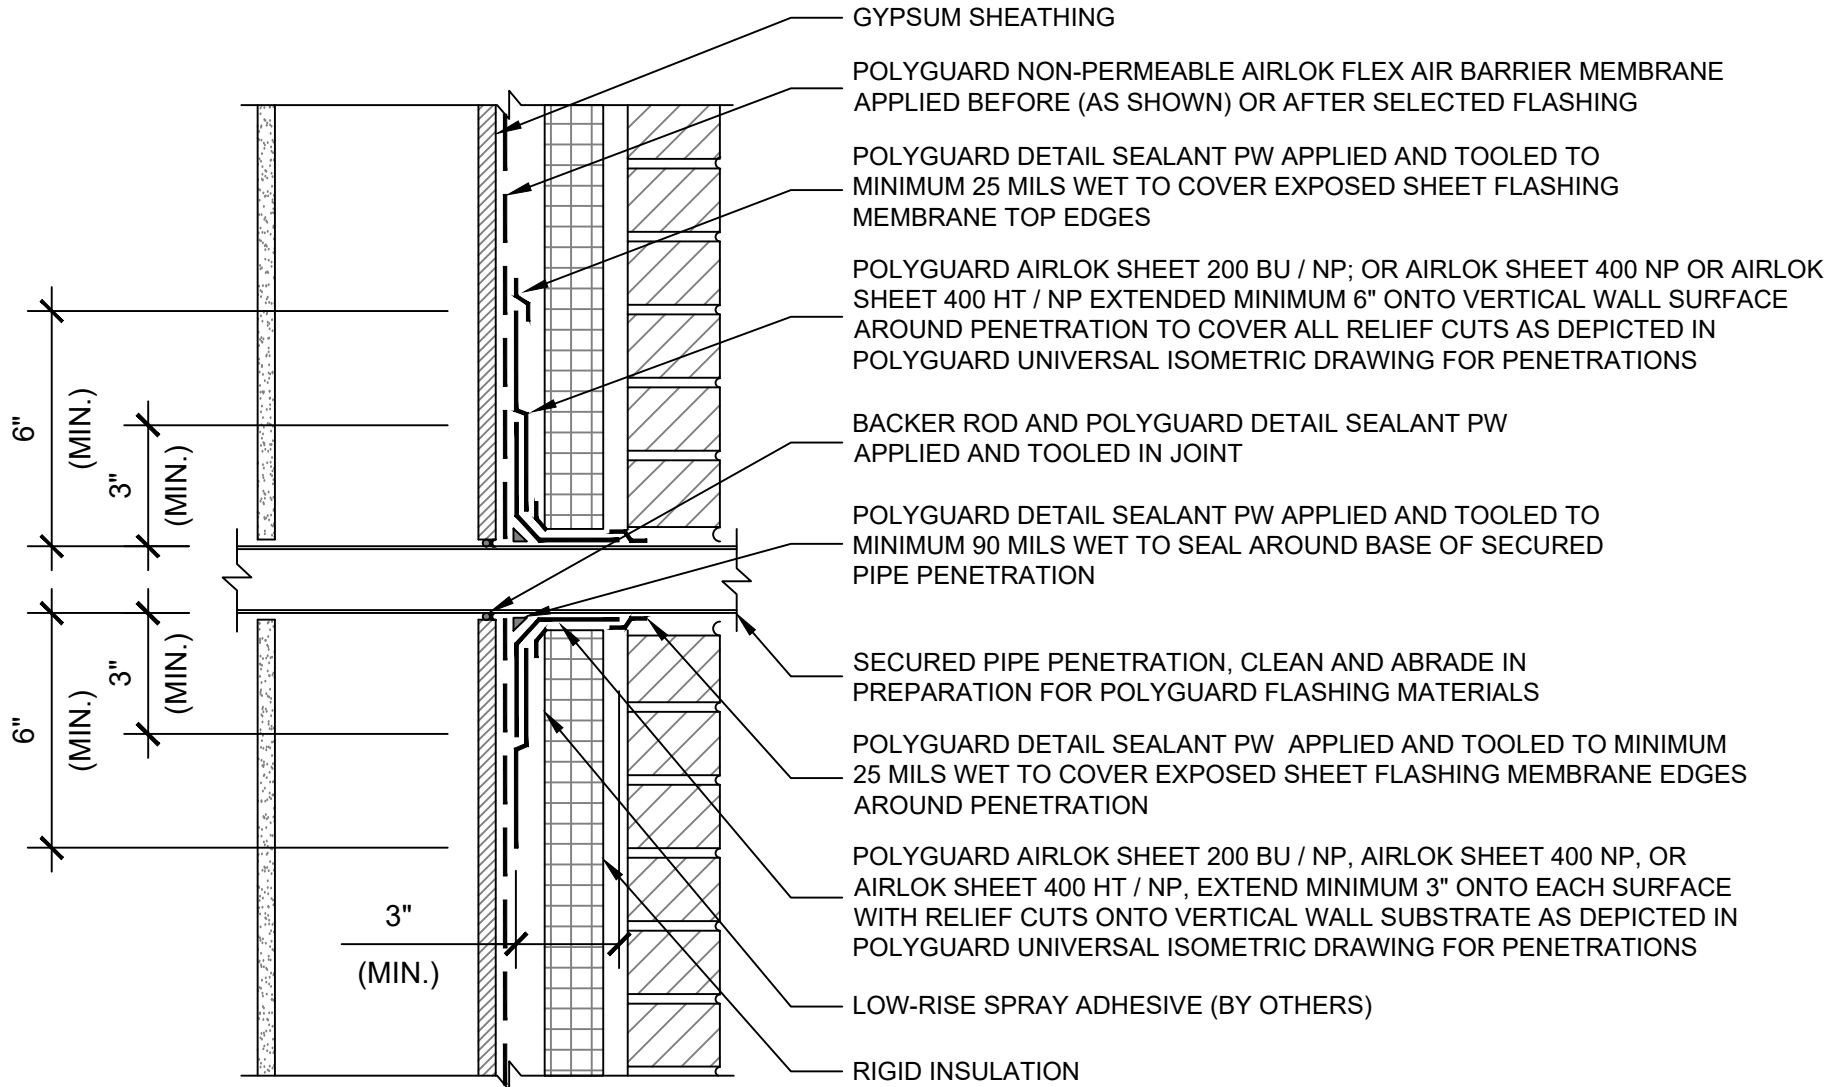 GYPSUM SHEATHING
POLYGUARD NON-PERMEABLE AIRLOK FLEX AIR BARRIER MEMBRANE
APPLIED BEFORE (AS SHOWN) OR AFTER SELECTED FLASHING
POLYGUARD DETAIL SEALANT PW APPLIED AND TOOLED TO
MINIMUM 25 MILS WET TO COVER EXPOSED SHEET FLASHING
MEMBRANE TOP EDGES
POLYGUARD AIRLOK SHEET 200 BU / NP; OR AIRLOK SHEET 400 NP OR AIRLOK
SHEET 400 HT / NP EXTENDED MINIMUM 6" ONTO VERTICAL WALL SURFACE
AROUND PENETRATION TO COVER ALL RELIEF CUTS AS DEPICTED IN
POLYGUARD UNIVERSAL ISOMETRIC DRAWING FOR PENETRATIONS
BACKER ROD AND POLYGUARD DETAIL SEALANT PW
APPLIED AND TOOLED IN JOINT
POLYGUARD DETAIL SEALANT PW APPLIED AND TOOLED TO
MINIMUM 90 MILS WET TO SEAL AROUND BASE OF SECURED
PIPE PENETRATION
SECURED PIPE PENETRATION, CLEAN AND ABRADE IN
PREPARATION FOR POLYGUARD FLASHING MATERIALS
POLYGUARD DETAIL SEALANT PW APPLIED AND TOOLED TO MINIMUM
25 MILS WET TO COVER EXPOSED SHEET FLASHING MEMBRANE EDGES
AROUND PENETRATION
POLYGUARD AIRLOK SHEET 200 BU / NP, AIRLOK SHEET 400 NP, OR
AIRLOK SHEET 400 HT / NP, EXTEND MINIMUM 3" ONTO EACH SURFACE
WITH RELIEF CUTS ONTO VERTICAL WALL SUBSTRATE AS DEPICTED IN
POLYGUARD UNIVERSAL ISOMETRIC DRAWING FOR PENETRATIONS
LOW-RISE SPRAY ADHESIVE (BY OTHERS)
RIGID INSULATION
6"
(MIN.)
3"
(MIN.)
3"
(MIN.)
6"
(MIN.)
3"
(MIN.)